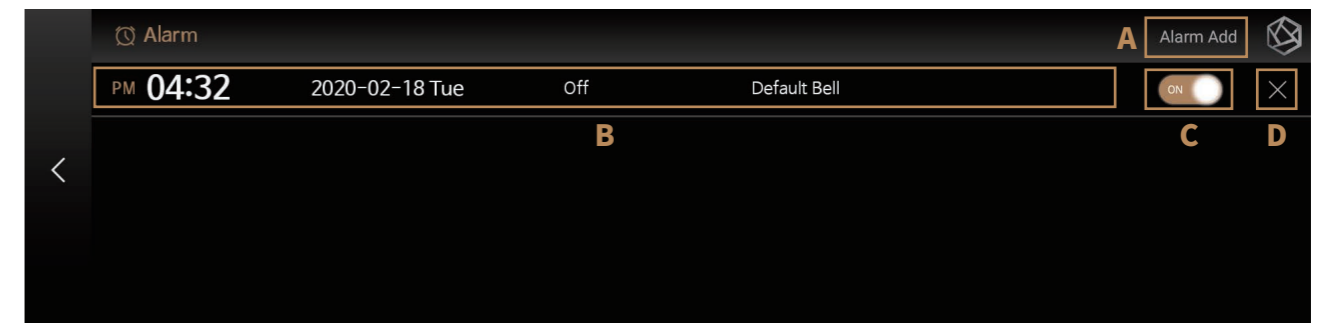 Alarm
A Alarm Add
PM 04:32 2020-02-18 Tue Off Default Bell ON
B C D